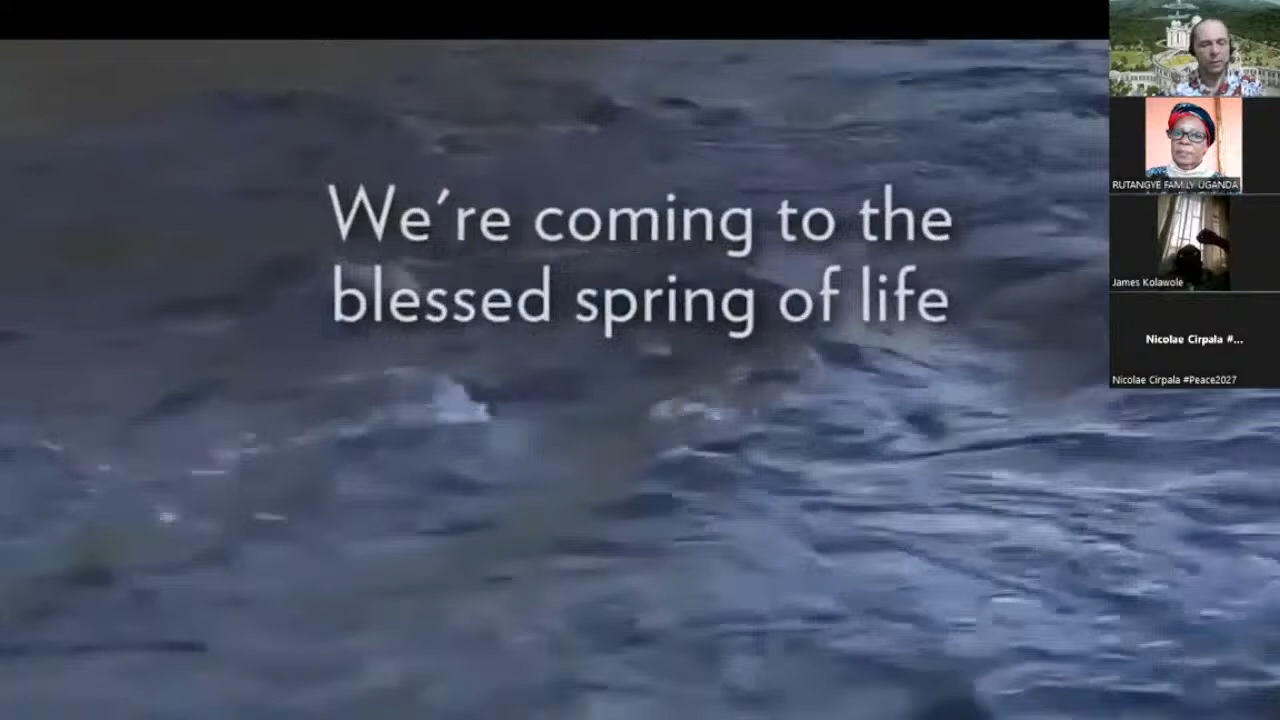 We're coming to the
blessed spring of life
RUTANGYE FAMILY UGANDA
James Kolawole
Nicolae Cirpala #...
Nicolae Cirpala #Peace2027